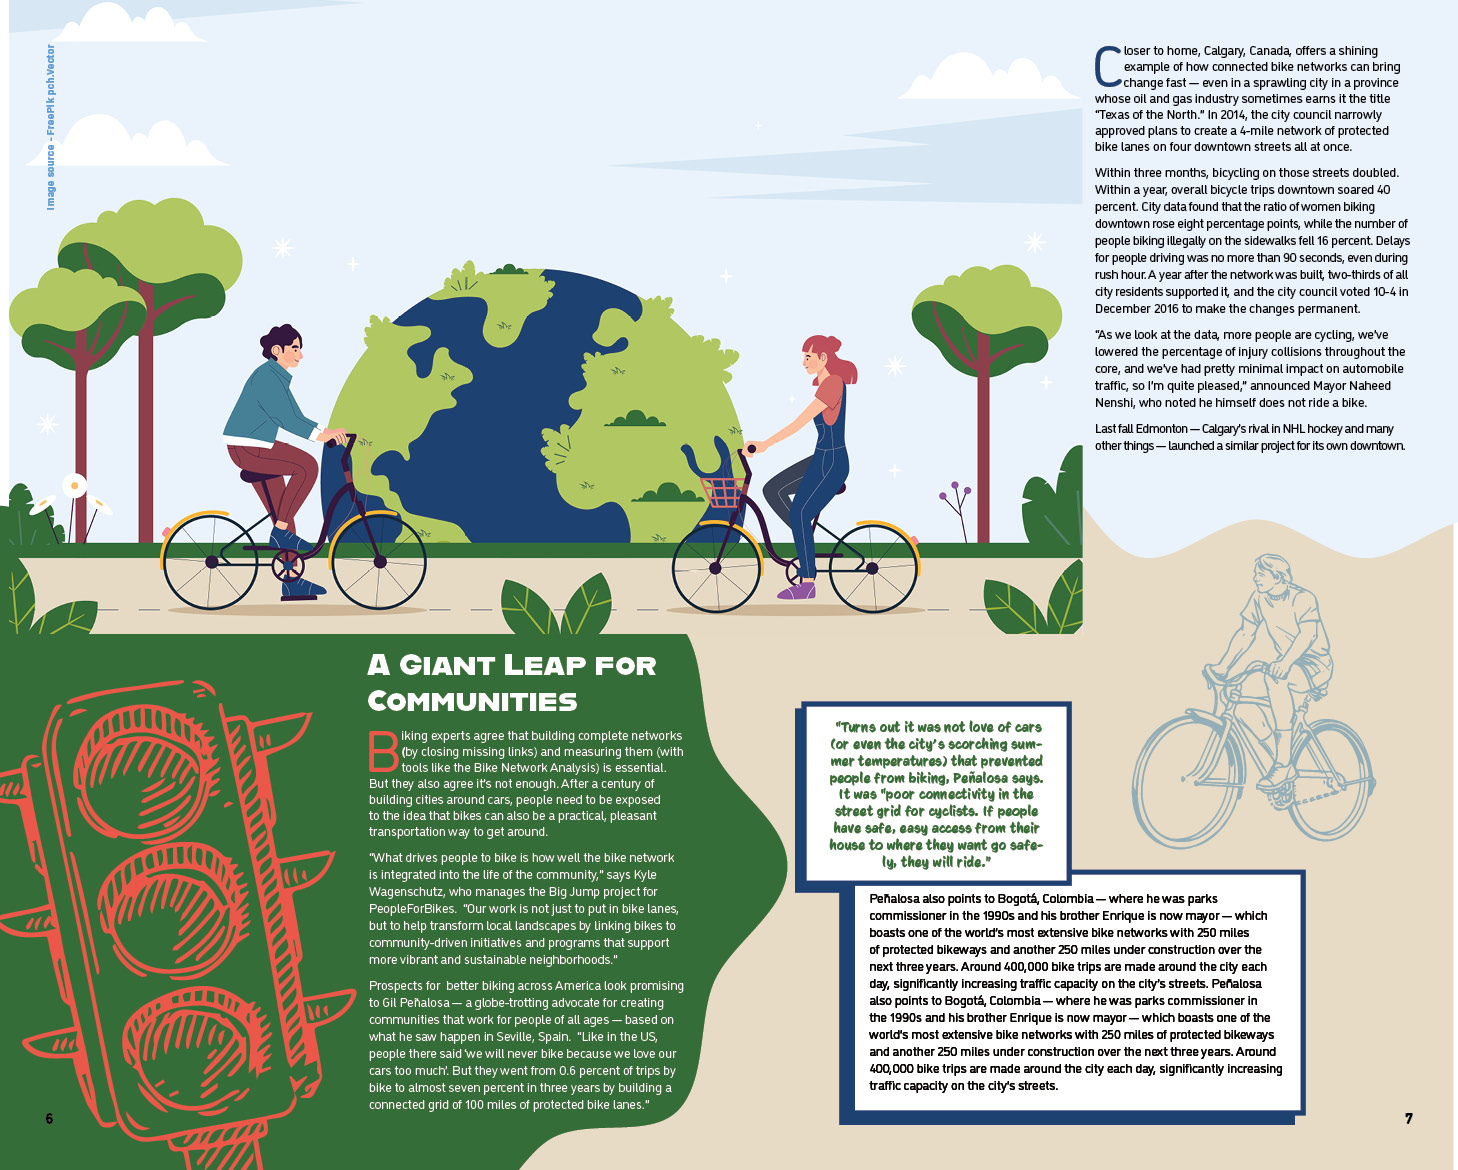 Image source - FreePik pch.Vector
A Giant Leap for
Communities
Biking experts agree that building complete networks
(by closing missing links) and measuring them (with
tools like the Bike Network Analysis) is essential.
But they also agree it's not enough. After a century of
building cities around cars, people need to be exposed
to the idea that bikes can also be a practical, pleasant
transportation way to get around.
“What drives people to bike is how well the bike network
is integrated into the life of the community,” says Kyle
Wagenschutz, who manages the Big Jump project for
PeopleForBikes. “Our work is not just to put in bike lanes,
but to help transform local landscapes by linking bikes to
community-driven initiatives and programs that support
more vibrant and sustainable neighborhoods.”
Prospects for better biking across America look promising
to Gil Peñalosa — a globe-trotting advocate for creating
communities that work for people of all ages — based on
what he saw happen in Seville, Spain. “Like in the US,
people there said ‘we will never bike because we love our
cars too much’. But they went from 0.6 percent of trips by
bike to almost seven percent in three years by building a
connected grid of 100 miles of protected bike lanes.”
6
Closer to home, Calgary, Canada, offers a shining
example of how connected bike networks can bring
change fast — even in a sprawling city in a province
whose oil and gas industry sometimes earns it the title
“Texas of the North.” In 2014, the city council narrowly
approved plans to create a 4-mile network of protected
bike lanes on four downtown streets all at once.
Within three months, bicycling on those streets doubled.
Within a year, overall bicycle trips downtown soared 40
percent. City data found that the ratio of women biking
downtown rose eight percentage points, while the number of
people biking illegally on the sidewalks fell 16 percent. Delays
for people driving was no more than 90 seconds, even during
rush hour. A year after the network was built, two-thirds of all
city residents supported it, and the city council voted 10-4 in
December 2016 to make the changes permanent.
“As we look at the data, more people are cycling, we’ve
lowered the percentage of injury collisions throughout the
core, and we’ve had pretty minimal impact on automobile
traffic, so I’m quite pleased,” announced Mayor Naheed
Nenshi, who noted he himself does not ride a bike.
Last fall Edmonton — Calgary’s rival in NHL hockey and many
other things — launched a similar project for its own downtown.
"Turns out it was not love of cars
(or even the city's scorching sum-
mer temperatures) that prevented
people from biking, Peñalosa says.
It was "poor connectivity in the
street grid for cyclists. If people
have safe, easy access from their
house to where they want go safe-
ly, they will ride."
Peñalosa also points to Bogotá, Colombia — where he was parks
commissioner in the 1990s and his brother Enrique is now mayor — which
boasts one of the world's most extensive bike networks with 250 miles
of protected bikeways and another 250 miles under construction over the
next three years. Around 400,000 bike trips are made around the city each
day, significantly increasing traffic capacity on the city's streets. Peñalosa
also points to Bogotá, Colombia — where he was parks commissioner in
the 1990s and his brother Enrique is now mayor — which boasts one of the
world's most extensive bike networks with 250 miles of protected bikeways
and another 250 miles under construction over the next three years. Around
400,000 bike trips are made around the city each day, significantly increasing
traffic capacity on the city's streets.
7